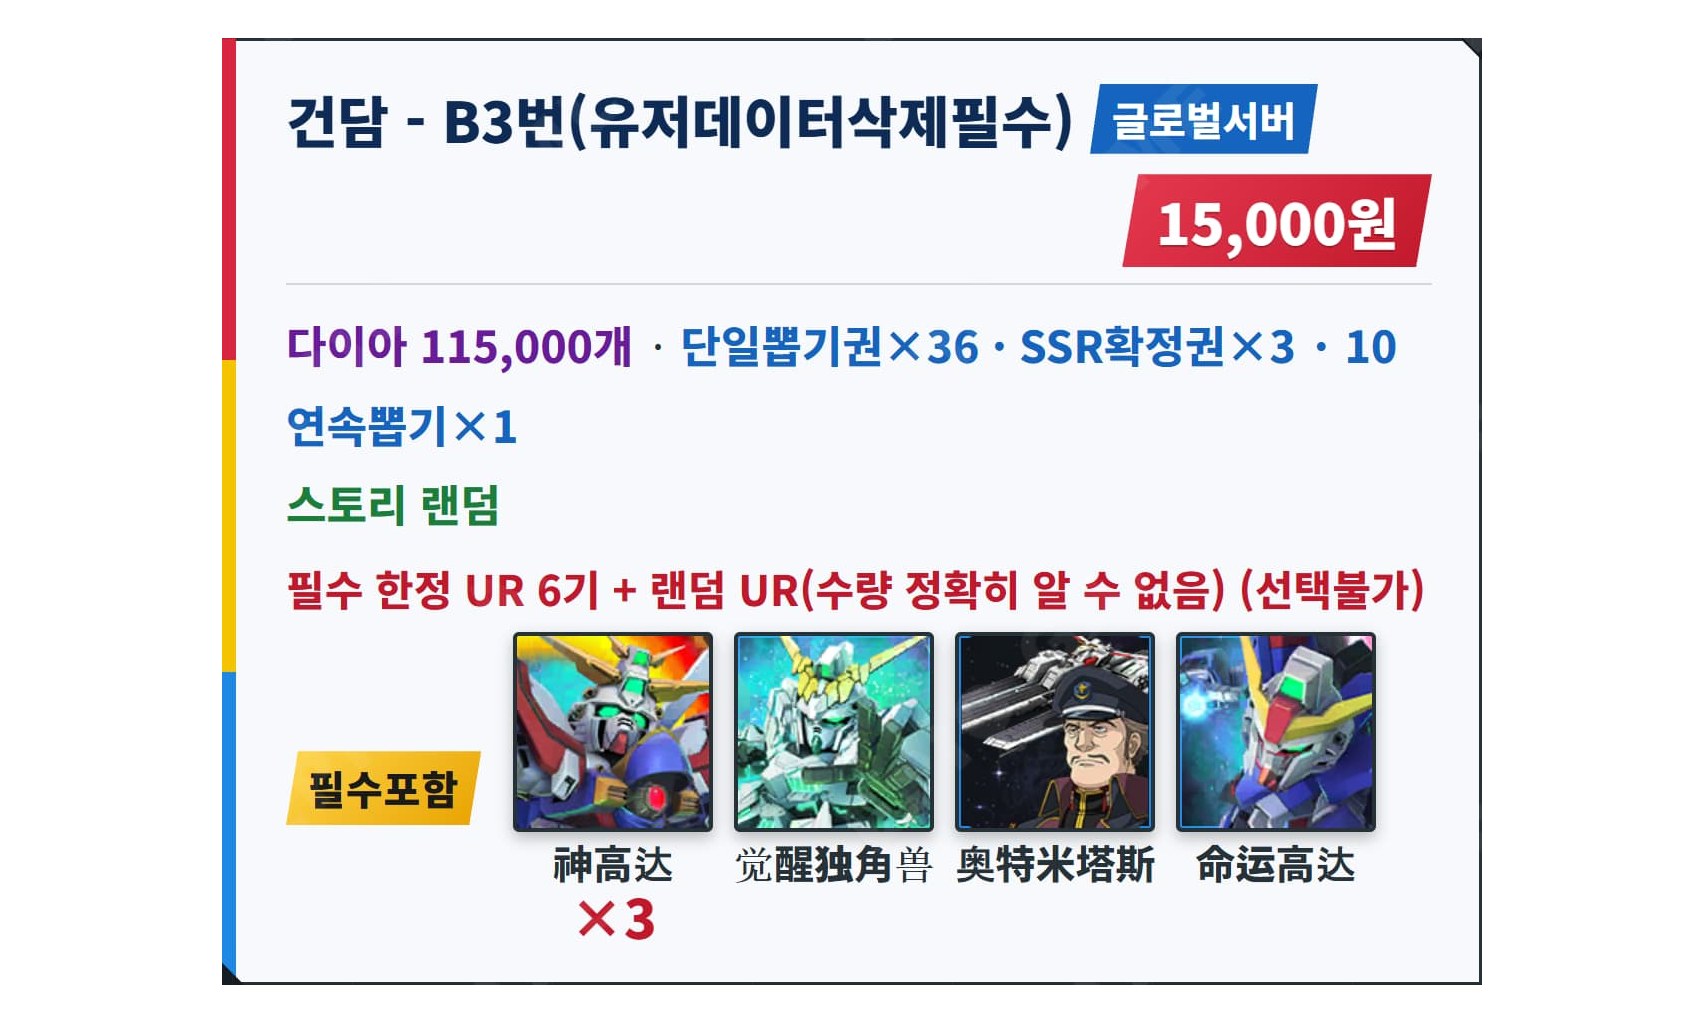 건담 - B3번(유저데이터삭제필수) 글로벌서버
15,000원
다이아 115,000개 · 단일뽑기권×36 · SSR확정권×3 · 10
연속뽑기×1
스토리 랜덤
필수 한정 UR 6기 + 랜덤 UR(수량 정확히 알 수 없음) (선택불가)
필수포함
神高达 觉醒独角兽 奥特米塔斯 命运高达
×3